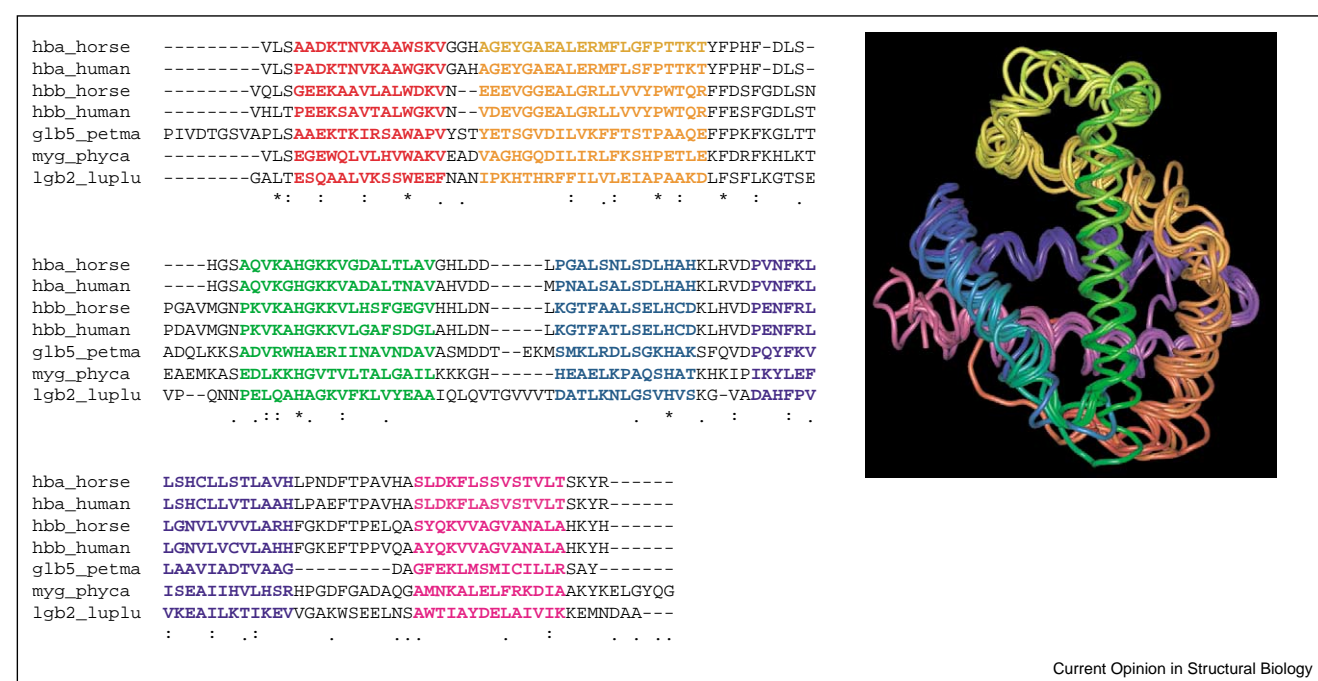 hba_horse ---------VLSAADKTNVKAAWSKVGGHAGEYGAEALERMFLGFPTTKTYFPHF-DLS-
hba_human ---------VLSPADKTNVKAAWGKVGAHAGEYGAEALERMFLSFPTTKTYFPHF-DLS-
hbb_horse --------VQLSGEEKAAVLALWDKVN--EEEVGGEALGRLLVVYPWTQRFFDSFGDLSN
hbb_human --------VHLTPEEKSAVTALWGKVN--VDEVGGEALGRLLVVYPWTQRFFESFGDLST
glb5_petma PIVDTGSVAPLSAAEKTKIRSAWAPVYSTYETSGVDILVKFFTSTPAAQEFFPKFKGLTT
myg_phyca ---------VLSEGEWQLVLHVWAKVEADVAGHGQDILIRLFKSHPETLEKFDRFKHLKT
lgb2_luplu --------GALTESQAALVKSSWEEFNANIPKHTHRFFILVLEIAPAAKDLFSFLKGTSE
*: : : * . . : .: * : * : .
hba_horse ----HGSAQVKAHGKKVGDALTLAVGHLDD-----LPGALSNLSDLHAHKLRVDPVNFKL
hba_human ----HGSAQVKGHGKKVADALTNAVAHVDD-----MPNALSALSDLHAHKLRVDPVNFKL
hbb_horse PGAVMGNPKVKAHGKKVLHSFGEGVHHLDN-----LKGTFAALSELHCDKLHVDPENFRL
hbb_human PDAVMGNPKVKAHGKKVLGAFSDGLAHLDN-----LKGTFATLSELHCDKLHVDPENFRL
glb5_petma ADQLKKSADVRWHAERIINAVNDAVASMDDT--EKMSMKLRDLSGKHAKSFQVDPQYFKV
myg_phyca EAEMKASEDLKKHGVTVLTALGAILKKKGH-----HEAELKPAQSHATKHKIPIKYLEF
lgb2_luplu VP--QNNPELQAHAGKVFKLVYEAAIQLQVTGVVVTDATLKNLGSVHVSKG-VADAHFPV
. .:: *. : . . * . : : .
hba_horse LSHCLLSTLAVHLPNDFTPAVHASLDKFLSSVSTVLTSKYR------
hba_human LSHCLLVTLAAHLPAEFTPAVHASLDKFLASVSTVLTSKYR------
hbb_horse LGNVLVVVLARHFGKDFTPELQASYQKVVAGVANALAHKYH------
hbb_human LGNVLVCVLAHHFGKEFTPPVQAAYQKVVAGVANALAHKYH------
glb5_petma LAAVIADTVAAG---------DAGFEKLMSMICILLRSAY-------
myg_phyca ISEAIIHVLHSRHPGDFGADAQGAMNKALELFRKDIAAKYKELGYQG
lgb2_luplu VKEAILKTIKEVVGAKWSEELNSAWTIAYDELAIVIKKEMNDAA---
: : .: . ... . : . . ..
Current Opinion in Structural Biology